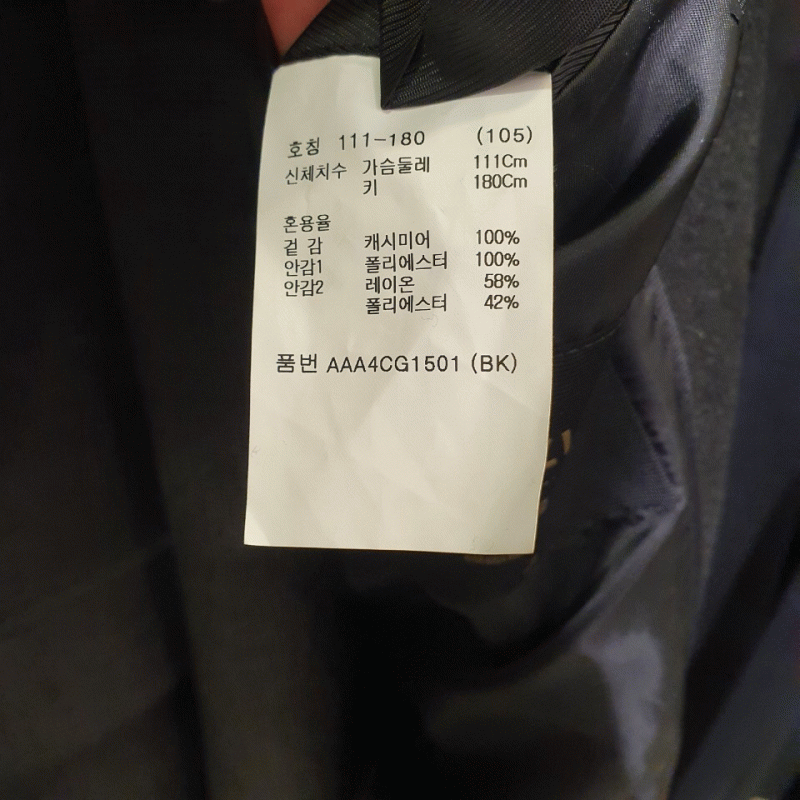 호칭 111-180 (105)
신체치수 가슴둘레 111Cm
키 180Cm
혼용율
겉 감 캐시미어 100%
안감1 폴리에스터 100%
안감2 레이온 58%
폴리에스터 42%
품번 AAA4CG1501 (BK)